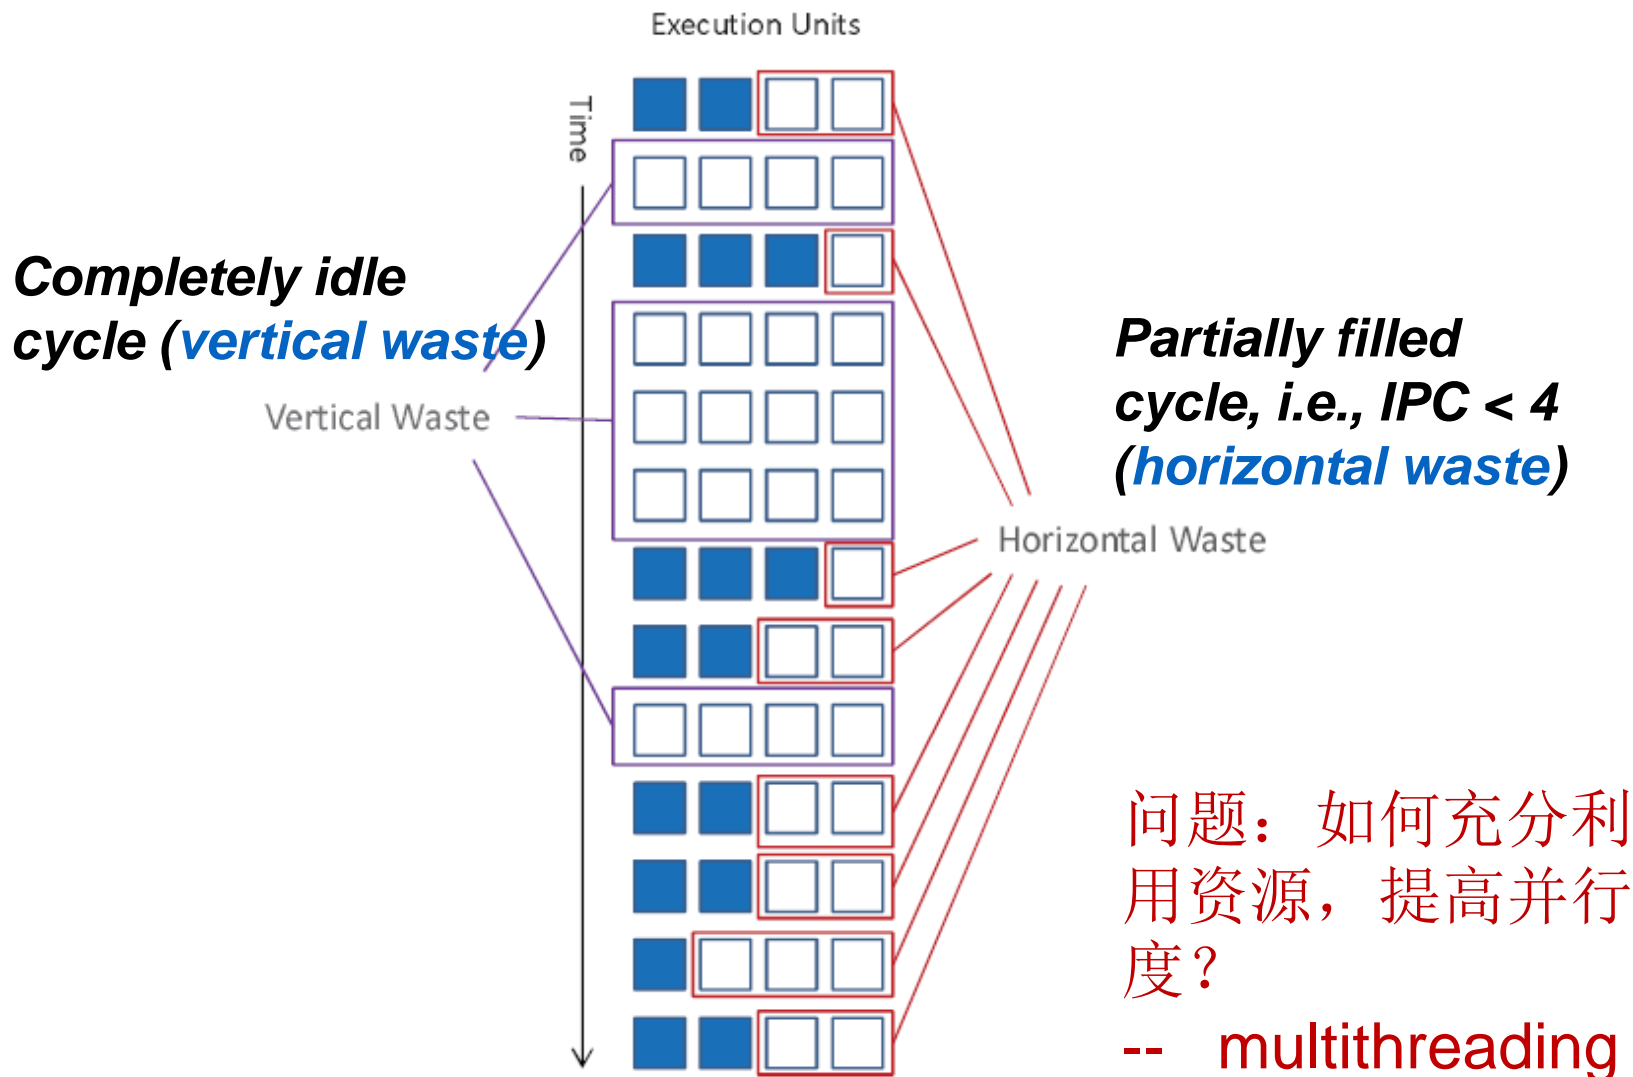 Execution Units
Time
Completely idle
cycle (vertical waste)
Vertical Waste
Partially filled
cycle, i.e., IPC < 4
(horizontal waste)
Horizontal Waste
问题：如何充分利
用资源，提高并行
度？
-- multithreading